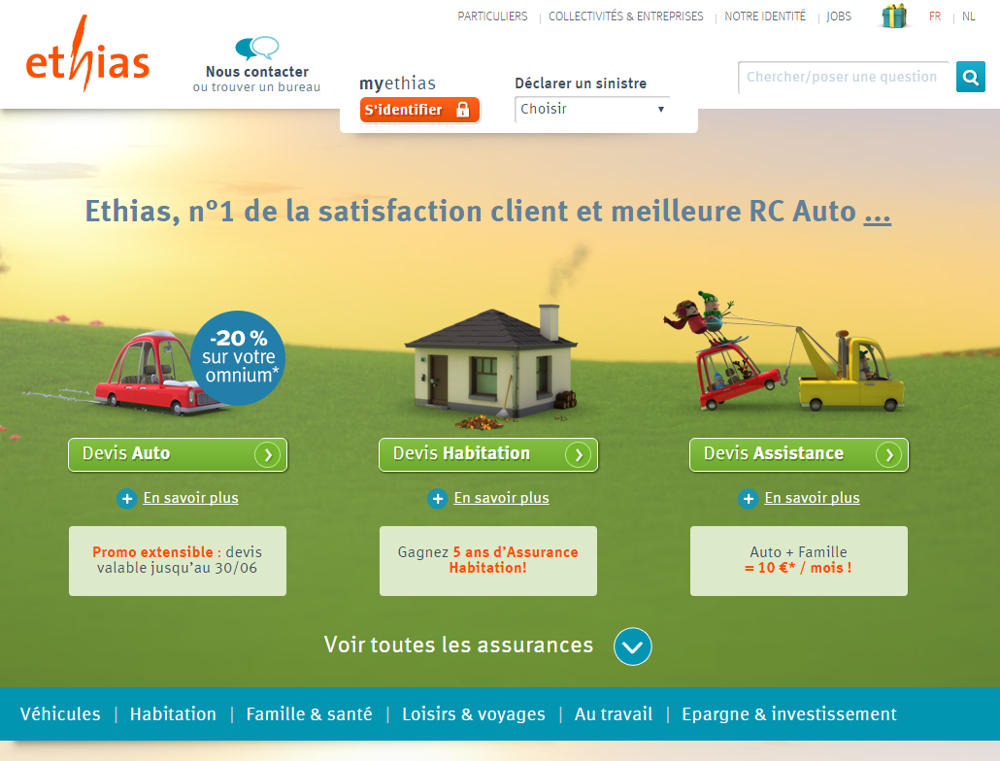 PARTICULIERS | COLLECTIVITÉS & ENTREPRISES | NOTRE IDENTITÉ | JOBS FR | NL
ethias
Nous contacter
ou trouver un bureau
myethias
S'identifier
Déclarer un sinistre
Choisir
Chercher/poser une question
Ethias, n°1 de la satisfaction client et meilleure RC Auto ...
-20 %
sur votre
omnium*
Devis Auto
Devis Habitation
Devis Assistance
En savoir plus
En savoir plus
En savoir plus
Promo extensible : devis
valable jusqu'au 30/06
Gagnez 5 ans d'Assurance
Habitation!
Auto + Famille
= 10 €* / mois !
Voir toutes les assurances
Véhicules | Habitation | Famille & santé | Loisirs & voyages | Au travail | Epargne & investissement